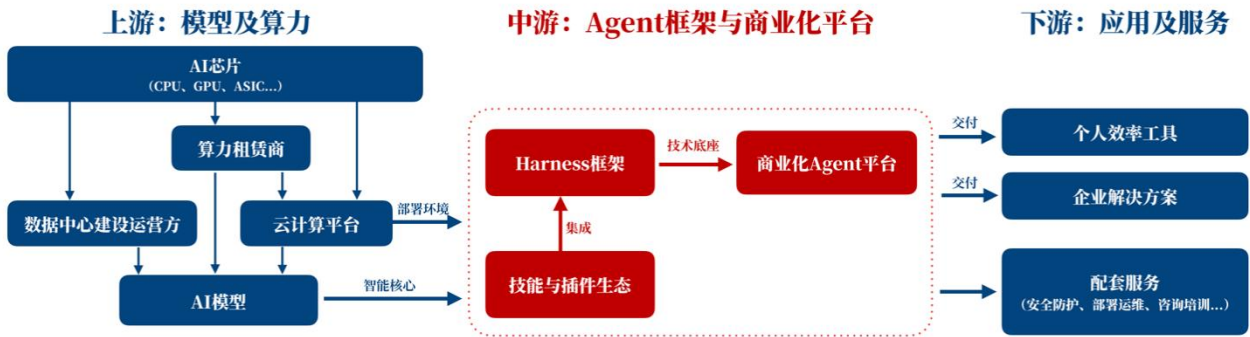 上游：模型及算力
AI芯片
（CPU、GPU、ASIC...）
算力租赁商
数据中心建设运营方
云计算平台
AI模型
部署环境
智能核心
中游：Agent框架与商业化平台
Harness框架
技术底座
商业化Agent平台
集成
技能与插件生态
下游：应用及服务
交付
个人效率工具
交付
企业解决方案
配套服务
（安全防护、部署运维、咨询培训...）